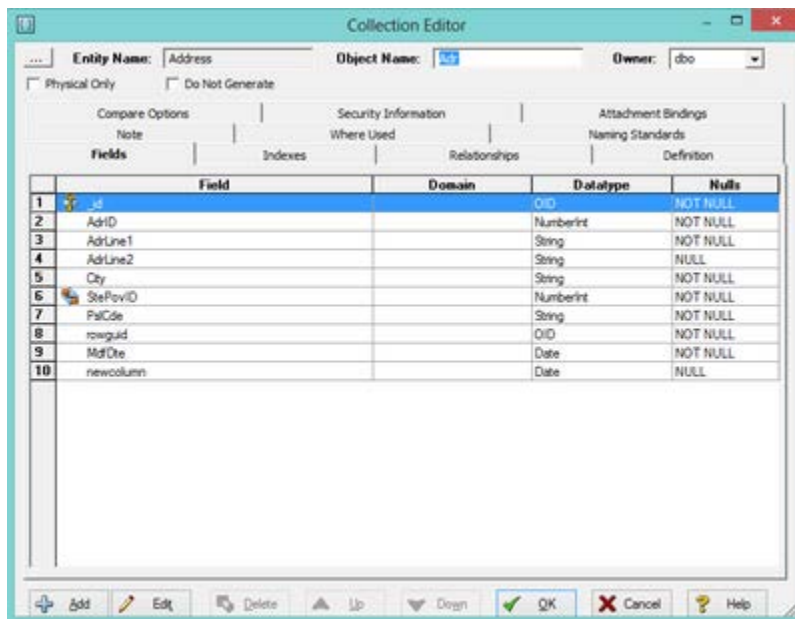 Collection Editor
... Entity Name: Address Object Name: Adr Owner: dbo
Physical Only Do Not Generate
Compare Options Security Information Attachment Bindings
Note Where Used Naming Standards
Fields Indexes Relationships Definition
Field Domain Datatype Nulls
1 _id OID NOT NULL
2 AdrID NumberInt NOT NULL
3 AdrLine1 String NOT NULL
4 AdrLine2 String NULL
5 City String NOT NULL
6 StePovID NumberInt NOT NULL
7 PslCde String NOT NULL
8 rowguid OID NOT NULL
9 MdfDte Date NOT NULL
10 newcolumn Date NULL
Add Edit Delete Up Down OK Cancel Help